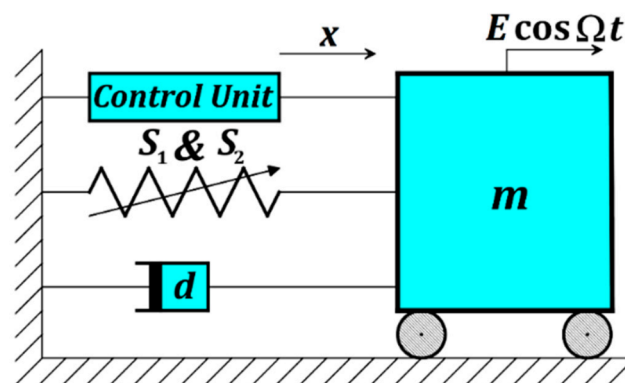 x
E cos Ωt
Control Unit
S₁ & S₂
m
d